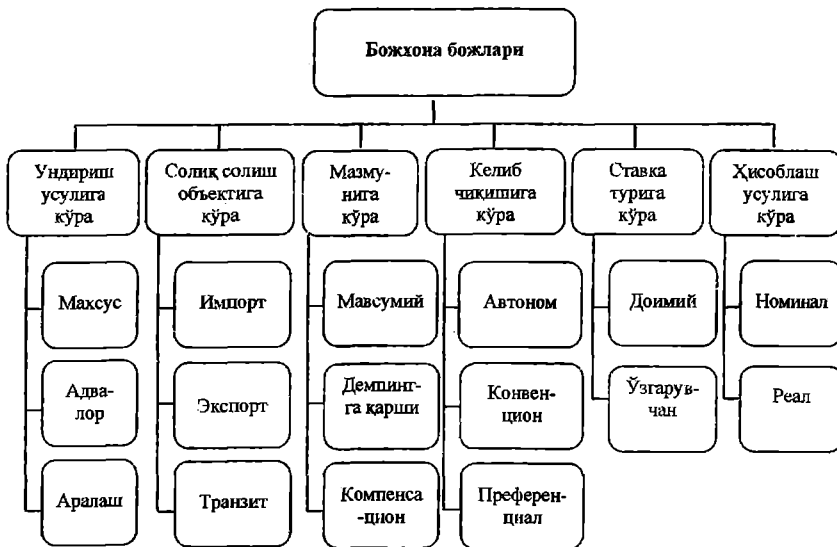 Божхона божлари
Ундириш
усулига
кўра
Махсус
Адва-
лор
Аралаш
Солиқ солиш
объектига
кўра
Импорт
Экспорт
Транзит
Мазму-
нига
кўра
Мавсумий
Демпинг-
га қарши
Компенса
-цион
Келиб
чиқишига
кўра
Автоном
Конвен-
цион
Преферен-
циал
Ставка
турига
кўра
Доимий
Ўзгарув-
чан
Ҳисоблаш
усулига
кўра
Номинал
Реал